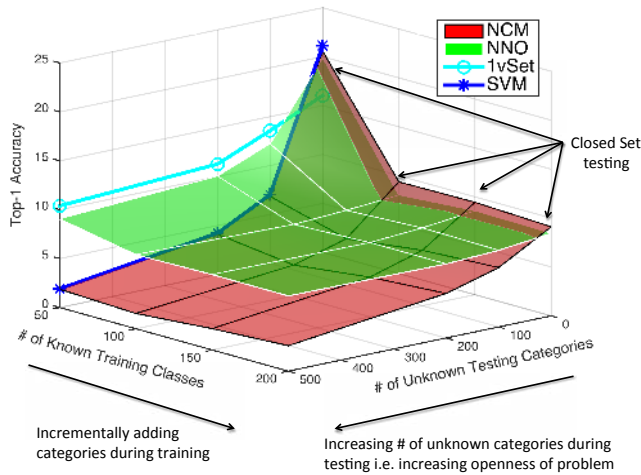 NCM
NNO
1vSet
SVM
Closed Set
testing
Top-1 Accuracy
25
20
15
10
5
0
50
100
150
200
# of Known Training Classes
500
400
300
200
100
0
# of Unknown Testing Categories
Incrementally adding
categories during training
Increasing # of unknown categories during
testing i.e. increasing openness of problem